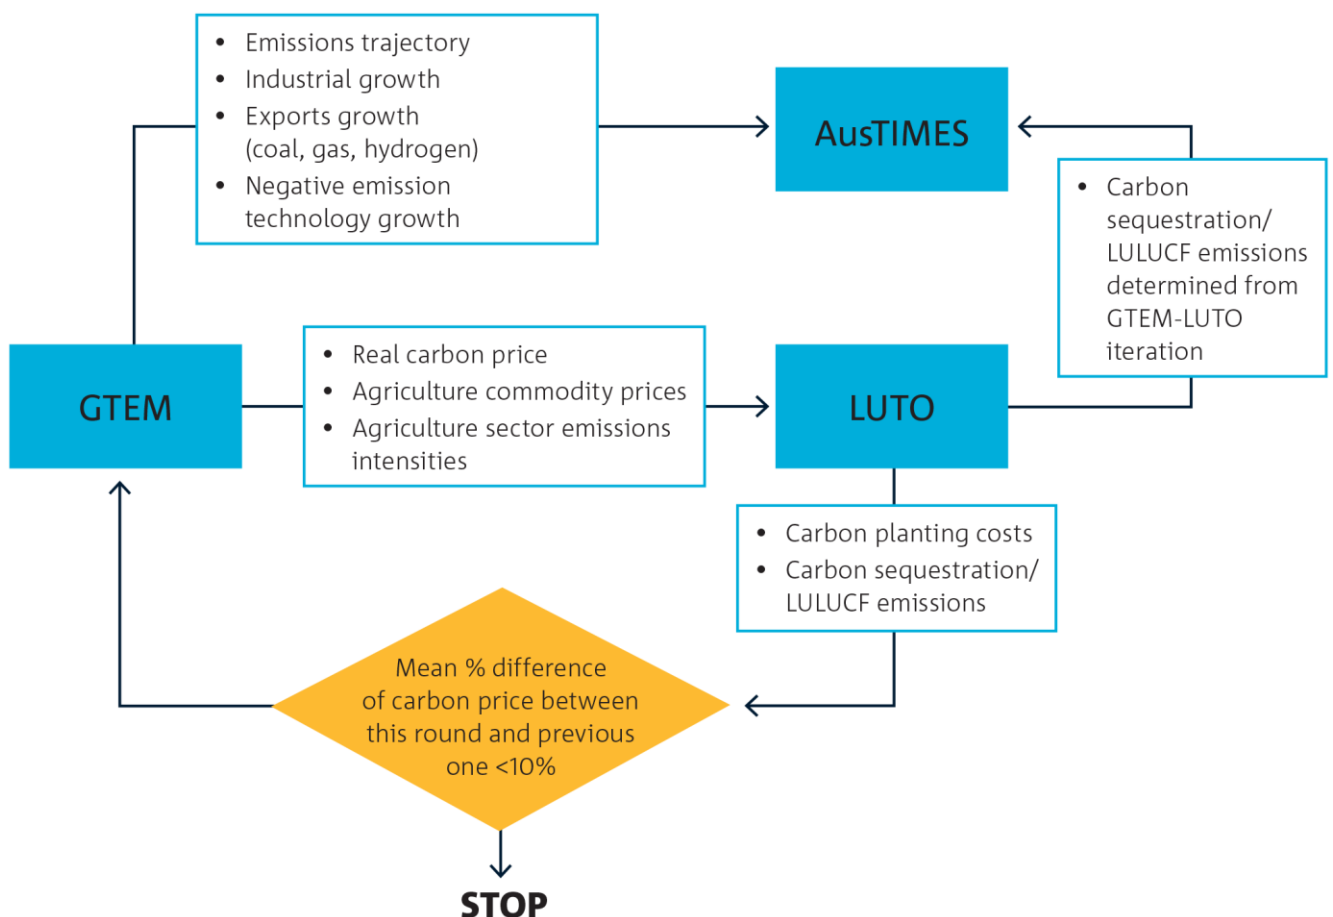 • Emissions trajectory
• Industrial growth
• Exports growth
(coal, gas, hydrogen)
• Negative emission
technology growth
AusTIMES
• Carbon
sequestration/
LULUCF emissions
determined from
GTEM-LUTO
iteration
GTEM
• Real carbon price
• Agriculture commodity prices
• Agriculture sector emissions
intensities
LUTO
• Carbon planting costs
• Carbon sequestration/
LULUCF emissions
Mean % difference
of carbon price between
this round and previous
one <10%
STOP